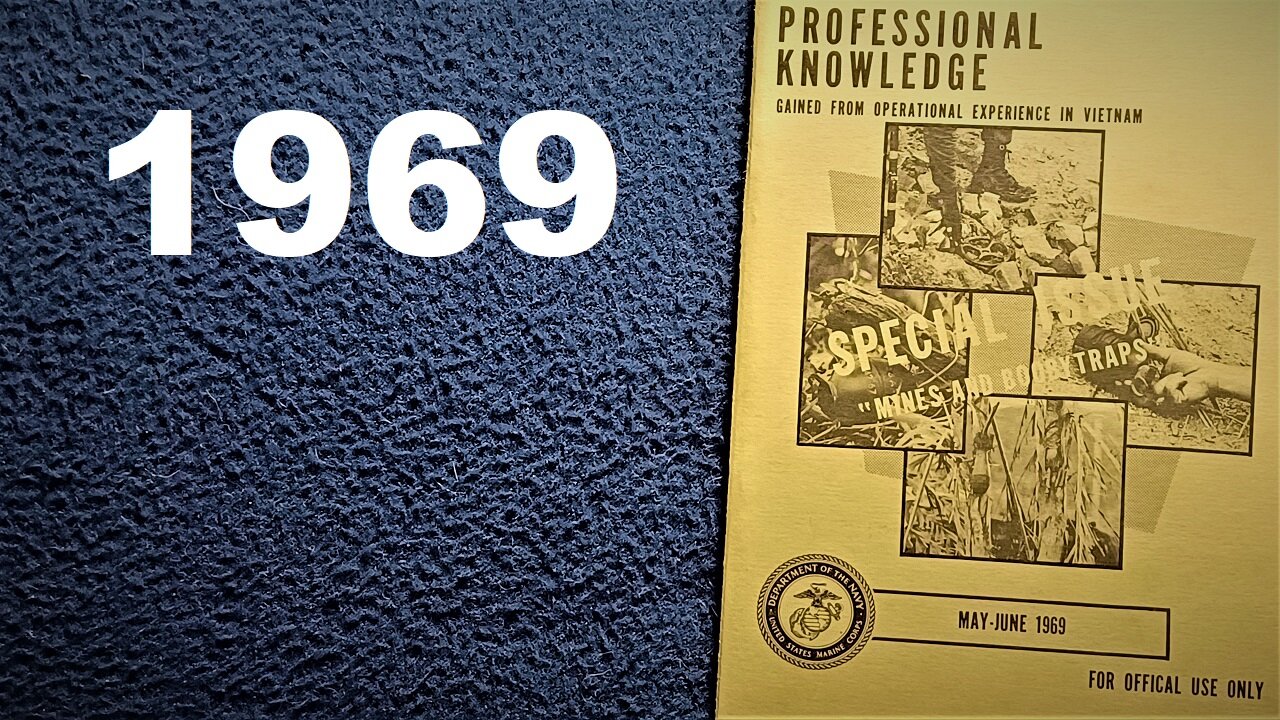 1969
PROFESSIONAL
KNOWLEDGE
GAINED FROM OPERATIONAL EXPERIENCE IN VIETNAM
SPECIAL ISSUE
"MINES AND BOOBY TRAPS"
DEPARTMENT OF THE NAVY
UNITED STATES MARINE CORPS
MAY-JUNE 1969
FOR OFFICAL USE ONLY